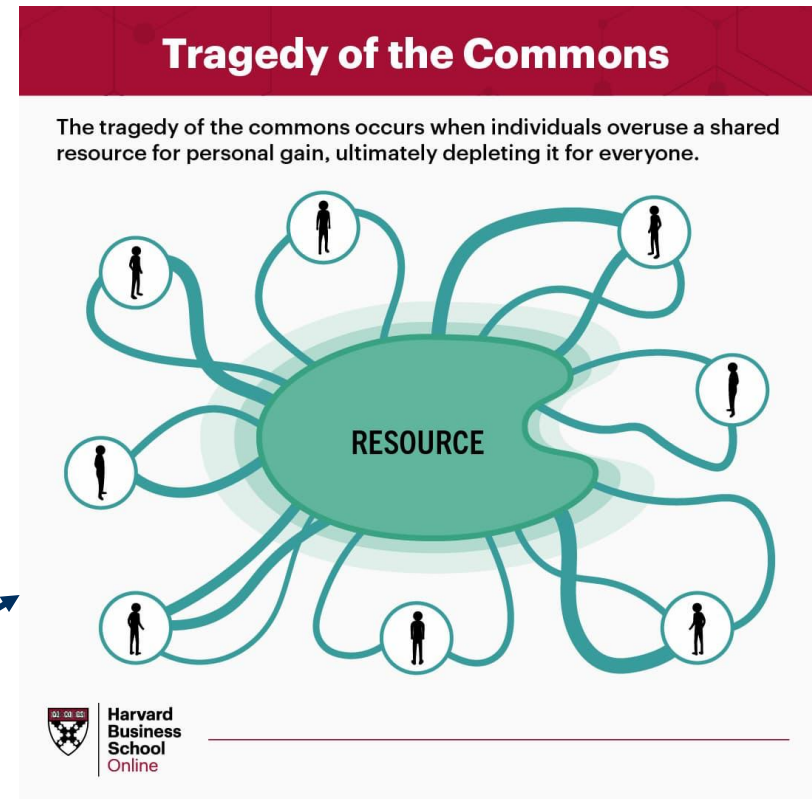 Tragedy of the Commons
The tragedy of the commons occurs when individuals overuse a shared
resource for personal gain, ultimately depleting it for everyone.
RESOURCE
Harvard
Business
School
Online